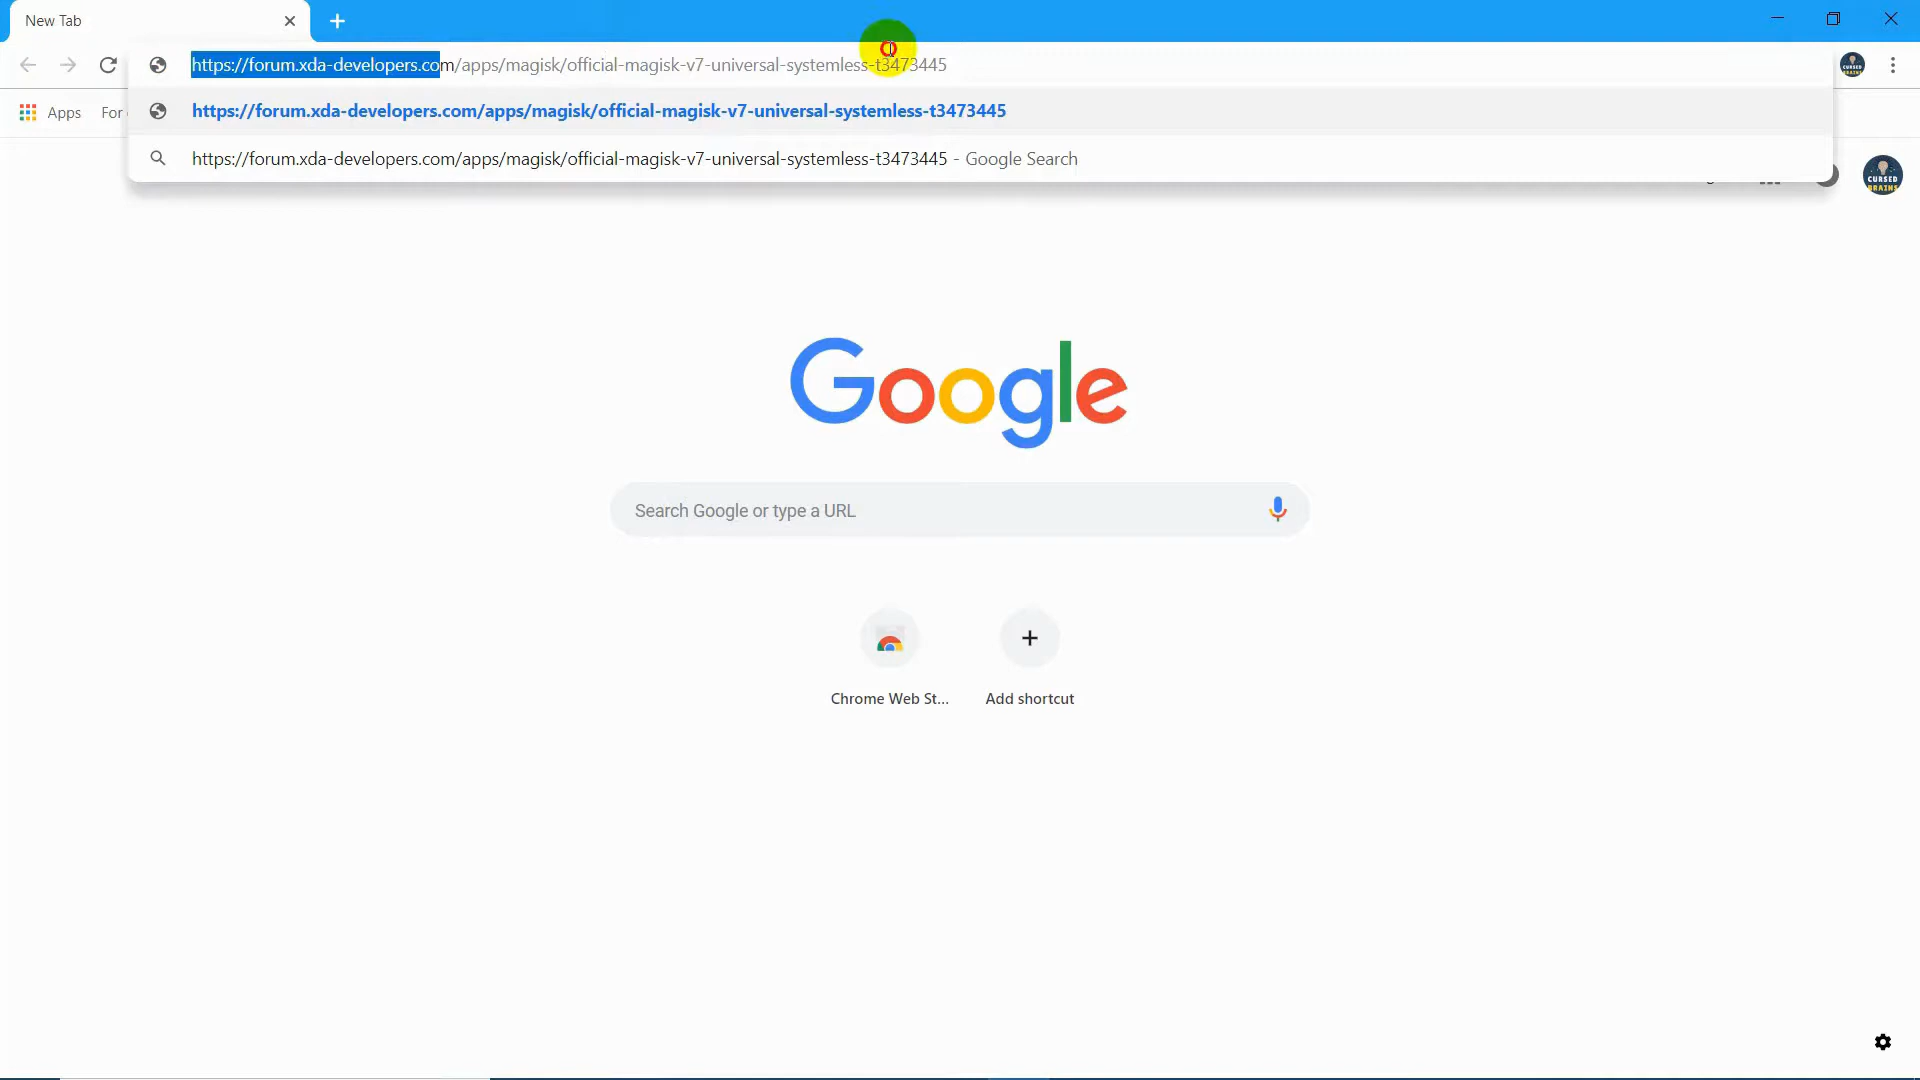 New Tab
https://forum.xda-developers.com/apps/magisk/official-magisk-v7-universal-systemless-t3473445
Apps For
https://forum.xda-developers.com/apps/magisk/official-magisk-v7-universal-systemless-t3473445
https://forum.xda-developers.com/apps/magisk/official-magisk-v7-universal-systemless-t3473445 - Google Search
CURSED
BRAINS
Google
Search Google or type a URL
Chrome Web St...
Add shortcut